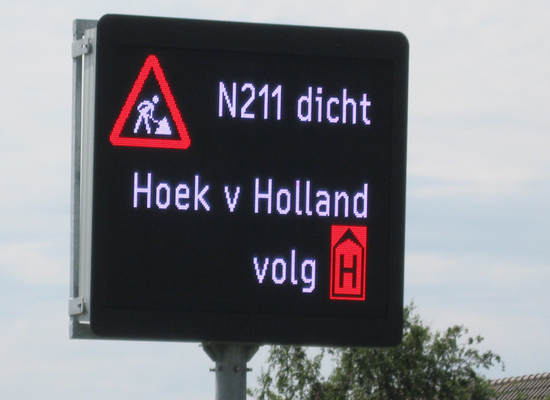 N211 dicht
Hoek v Holland
volg H